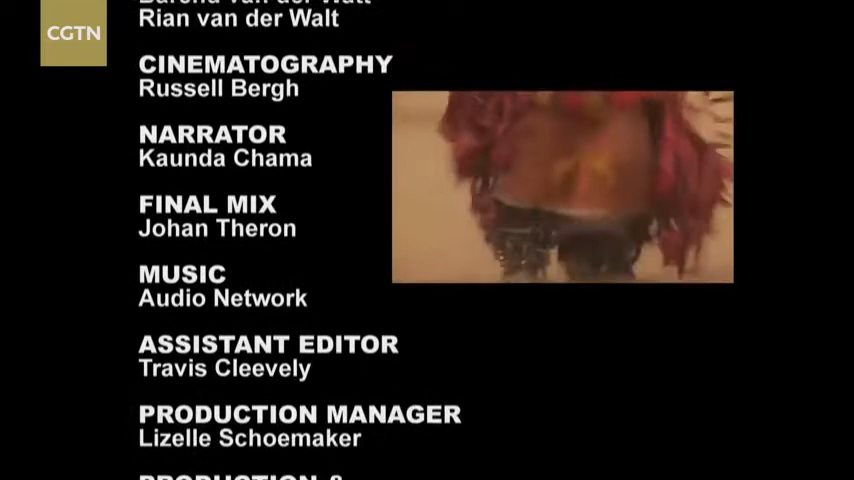 CGTN
Rian van der Walt
CINEMATOGRAPHY
Russell Bergh
NARRATOR
Kaunda Chama
FINAL MIX
Johan Theron
MUSIC
Audio Network
ASSISTANT EDITOR
Travis Cleevely
PRODUCTION MANAGER
Lizelle Schoemaker
PRODUCTION &